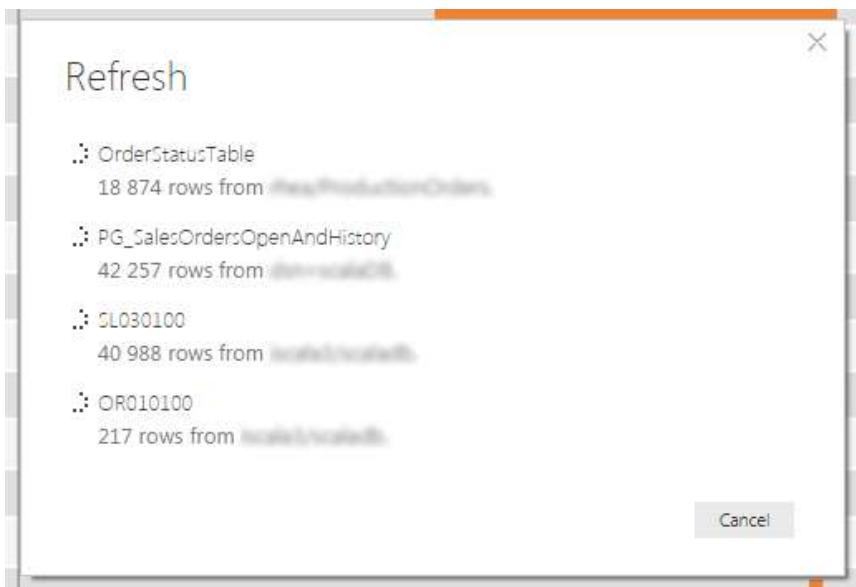 Refresh
OrderStatusTable
18 874 rows from
PG_SalesOrdersOpenAndHistory
42 257 rows from
SL030100
40 988 rows from
OR010100
217 rows from
Cancel